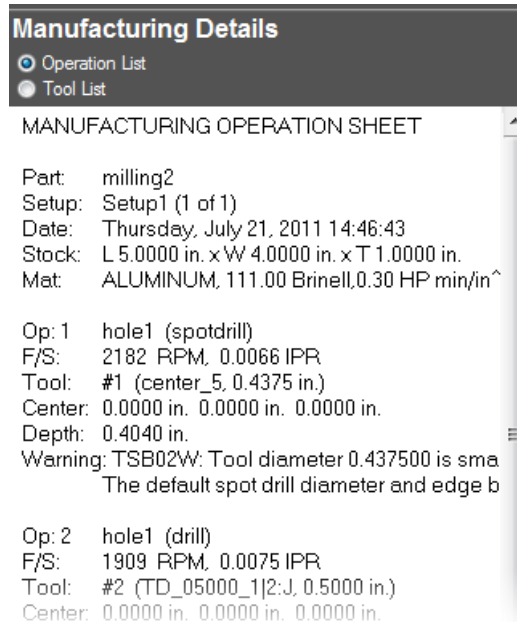 Manufacturing Details
Operation List
Tool List
MANUFACTURING OPERATION SHEET
Part: milling2
Setup: Setup1 (1 of 1)
Date: Thursday, July 21, 2011 14:46:43
Stock: L 5.0000 in. x W 4.0000 in. x T 1.0000 in.
Mat: ALUMINUM, 111.00 Brinell,0.30 HP min/in^
Op: 1 hole1 (spotdrill)
F/S: 2182 RPM, 0.0066 IPR
Tool: #1 (center_5, 0.4375 in.)
Center: 0.0000 in. 0.0000 in. 0.0000 in.
Depth: 0.4040 in.
Warning: TSB02W: Tool diameter 0.437500 is sma
The default spot drill diameter and edge b
Op: 2 hole1 (drill)
F/S: 1909 RPM, 0.0075 IPR
Tool: #2 (TD_05000_1|2:J, 0.5000 in.)
Center: 0.0000 in. 0.0000 in. 0.0000 in.